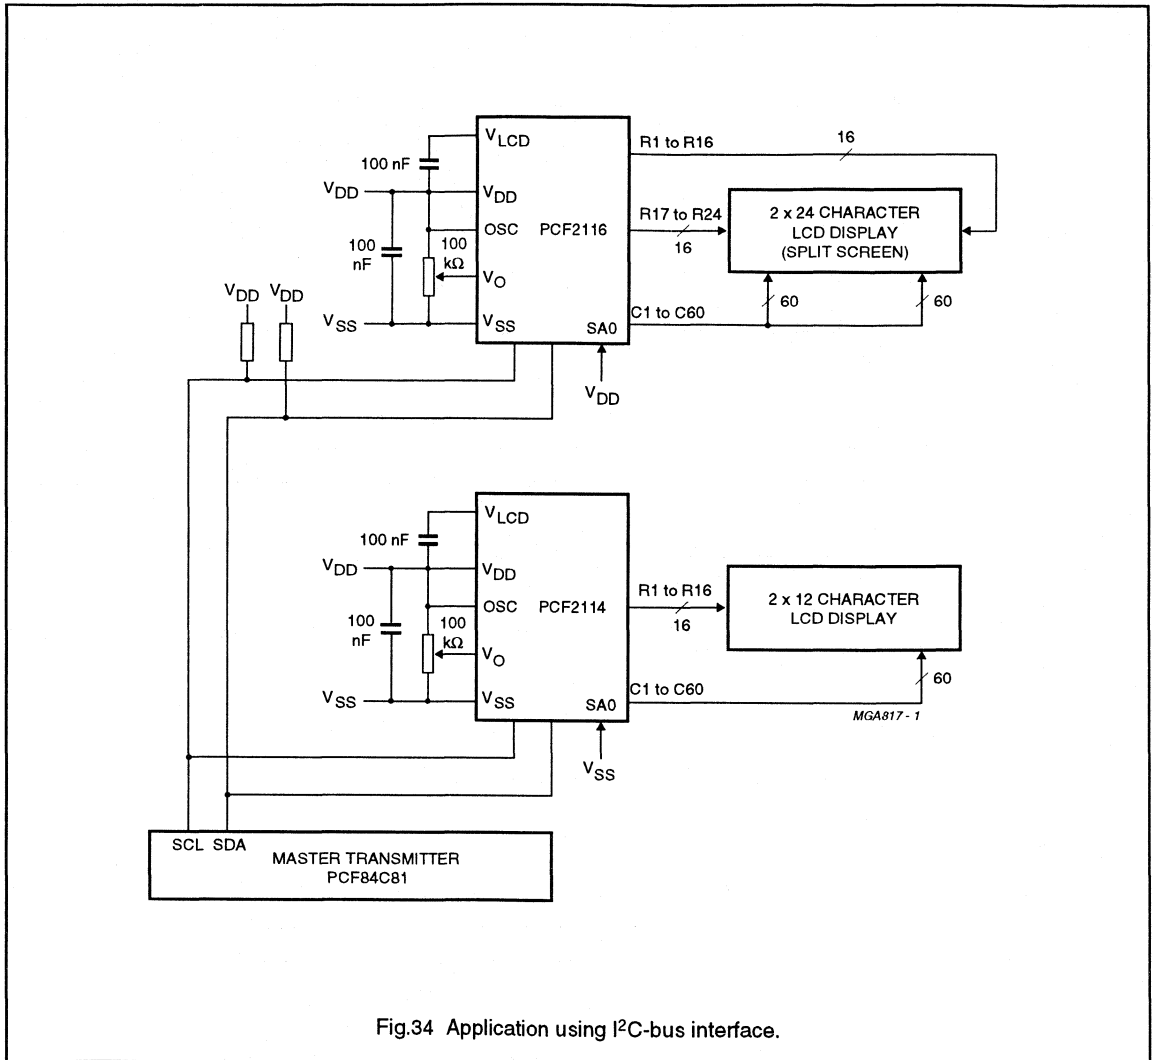 VLCD
R1 to R16
16
100 nF
VDD
VDD
OSC
PCF2116
R17 to R24
16
2 x 24 CHARACTER
LCD DISPLAY
(SPLIT SCREEN)
100
nF
100
kΩ
VO
60
60
VDD
VDD
VSS
VSS
C1 to C60
SA0
VDD
VLCD
100 nF
VDD
VDD
OSC
PCF2114
R1 to R16
16
2 x 12 CHARACTER
LCD DISPLAY
100
nF
100
kΩ
VO
60
VSS
VSS
C1 to C60
SA0
MGA817 - 1
VSS
SCL SDA
MASTER TRANSMITTER
PCF84C81
Fig.34 Application using I²C-bus interface.